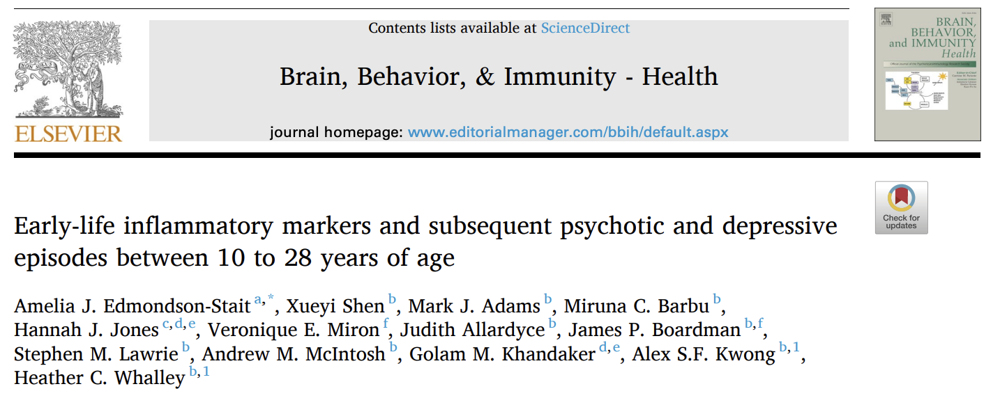 Contents lists available at ScienceDirect
Brain, Behavior, & Immunity - Health
journal homepage: www.editorialmanager.com/bbih/default.aspx
NON SOLUS
ELSEVIER
BRAIN,
BEHAVIOR,
and IMMUNITY
Health
Check for
updates
Early-life inflammatory markers and subsequent psychotic and depressive
episodes between 10 to 28 years of age
Amelia J. Edmondson-Stait a,*, Xueyi Shen b, Mark J. Adams b, Miruna C. Barbu b,
Hannah J. Jones c,d,e, Veronique E. Miron f, Judith Allardyce b, James P. Boardman b,f,
Stephen M. Lawrie b, Andrew M. McIntosh b, Golam M. Khandaker d,e, Alex S.F. Kwong b,1,
Heather C. Whalley b,1